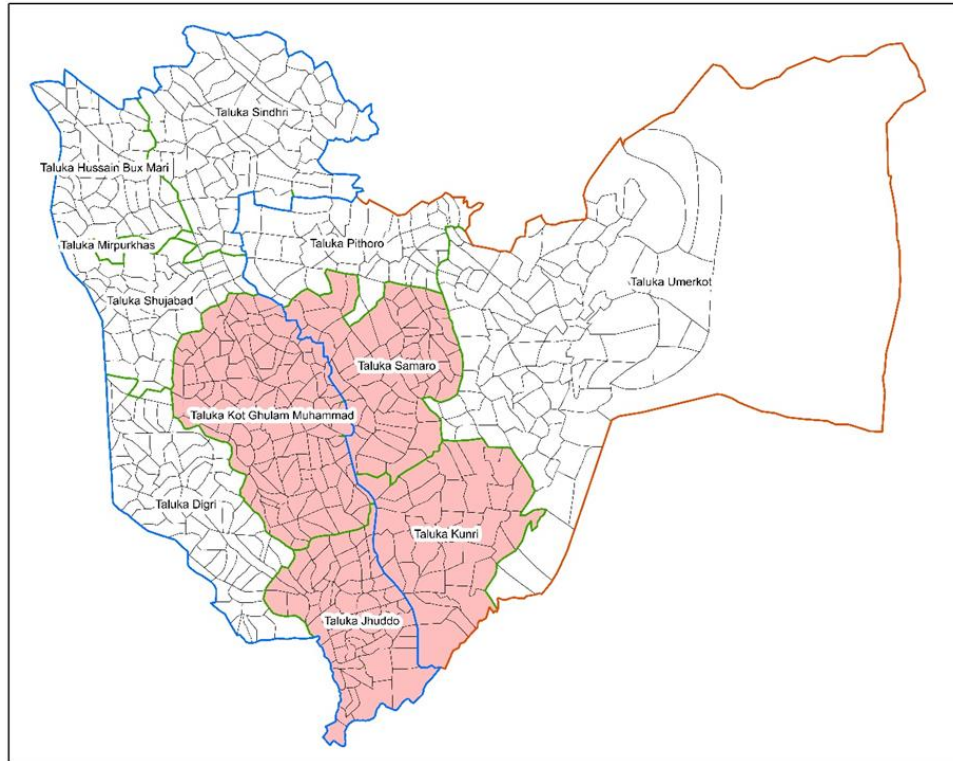 Taluka Sindhri
Taluka Hussain Bux Mari
Taluka Mirpurkhas
Taluka Pithoro
Taluka Umerkot
Taluka Shujabad
Taluka Samaro
Taluka Kot Ghulam Muhammad
Taluka Digri
Taluka Kunri
Taluka Jhuddo